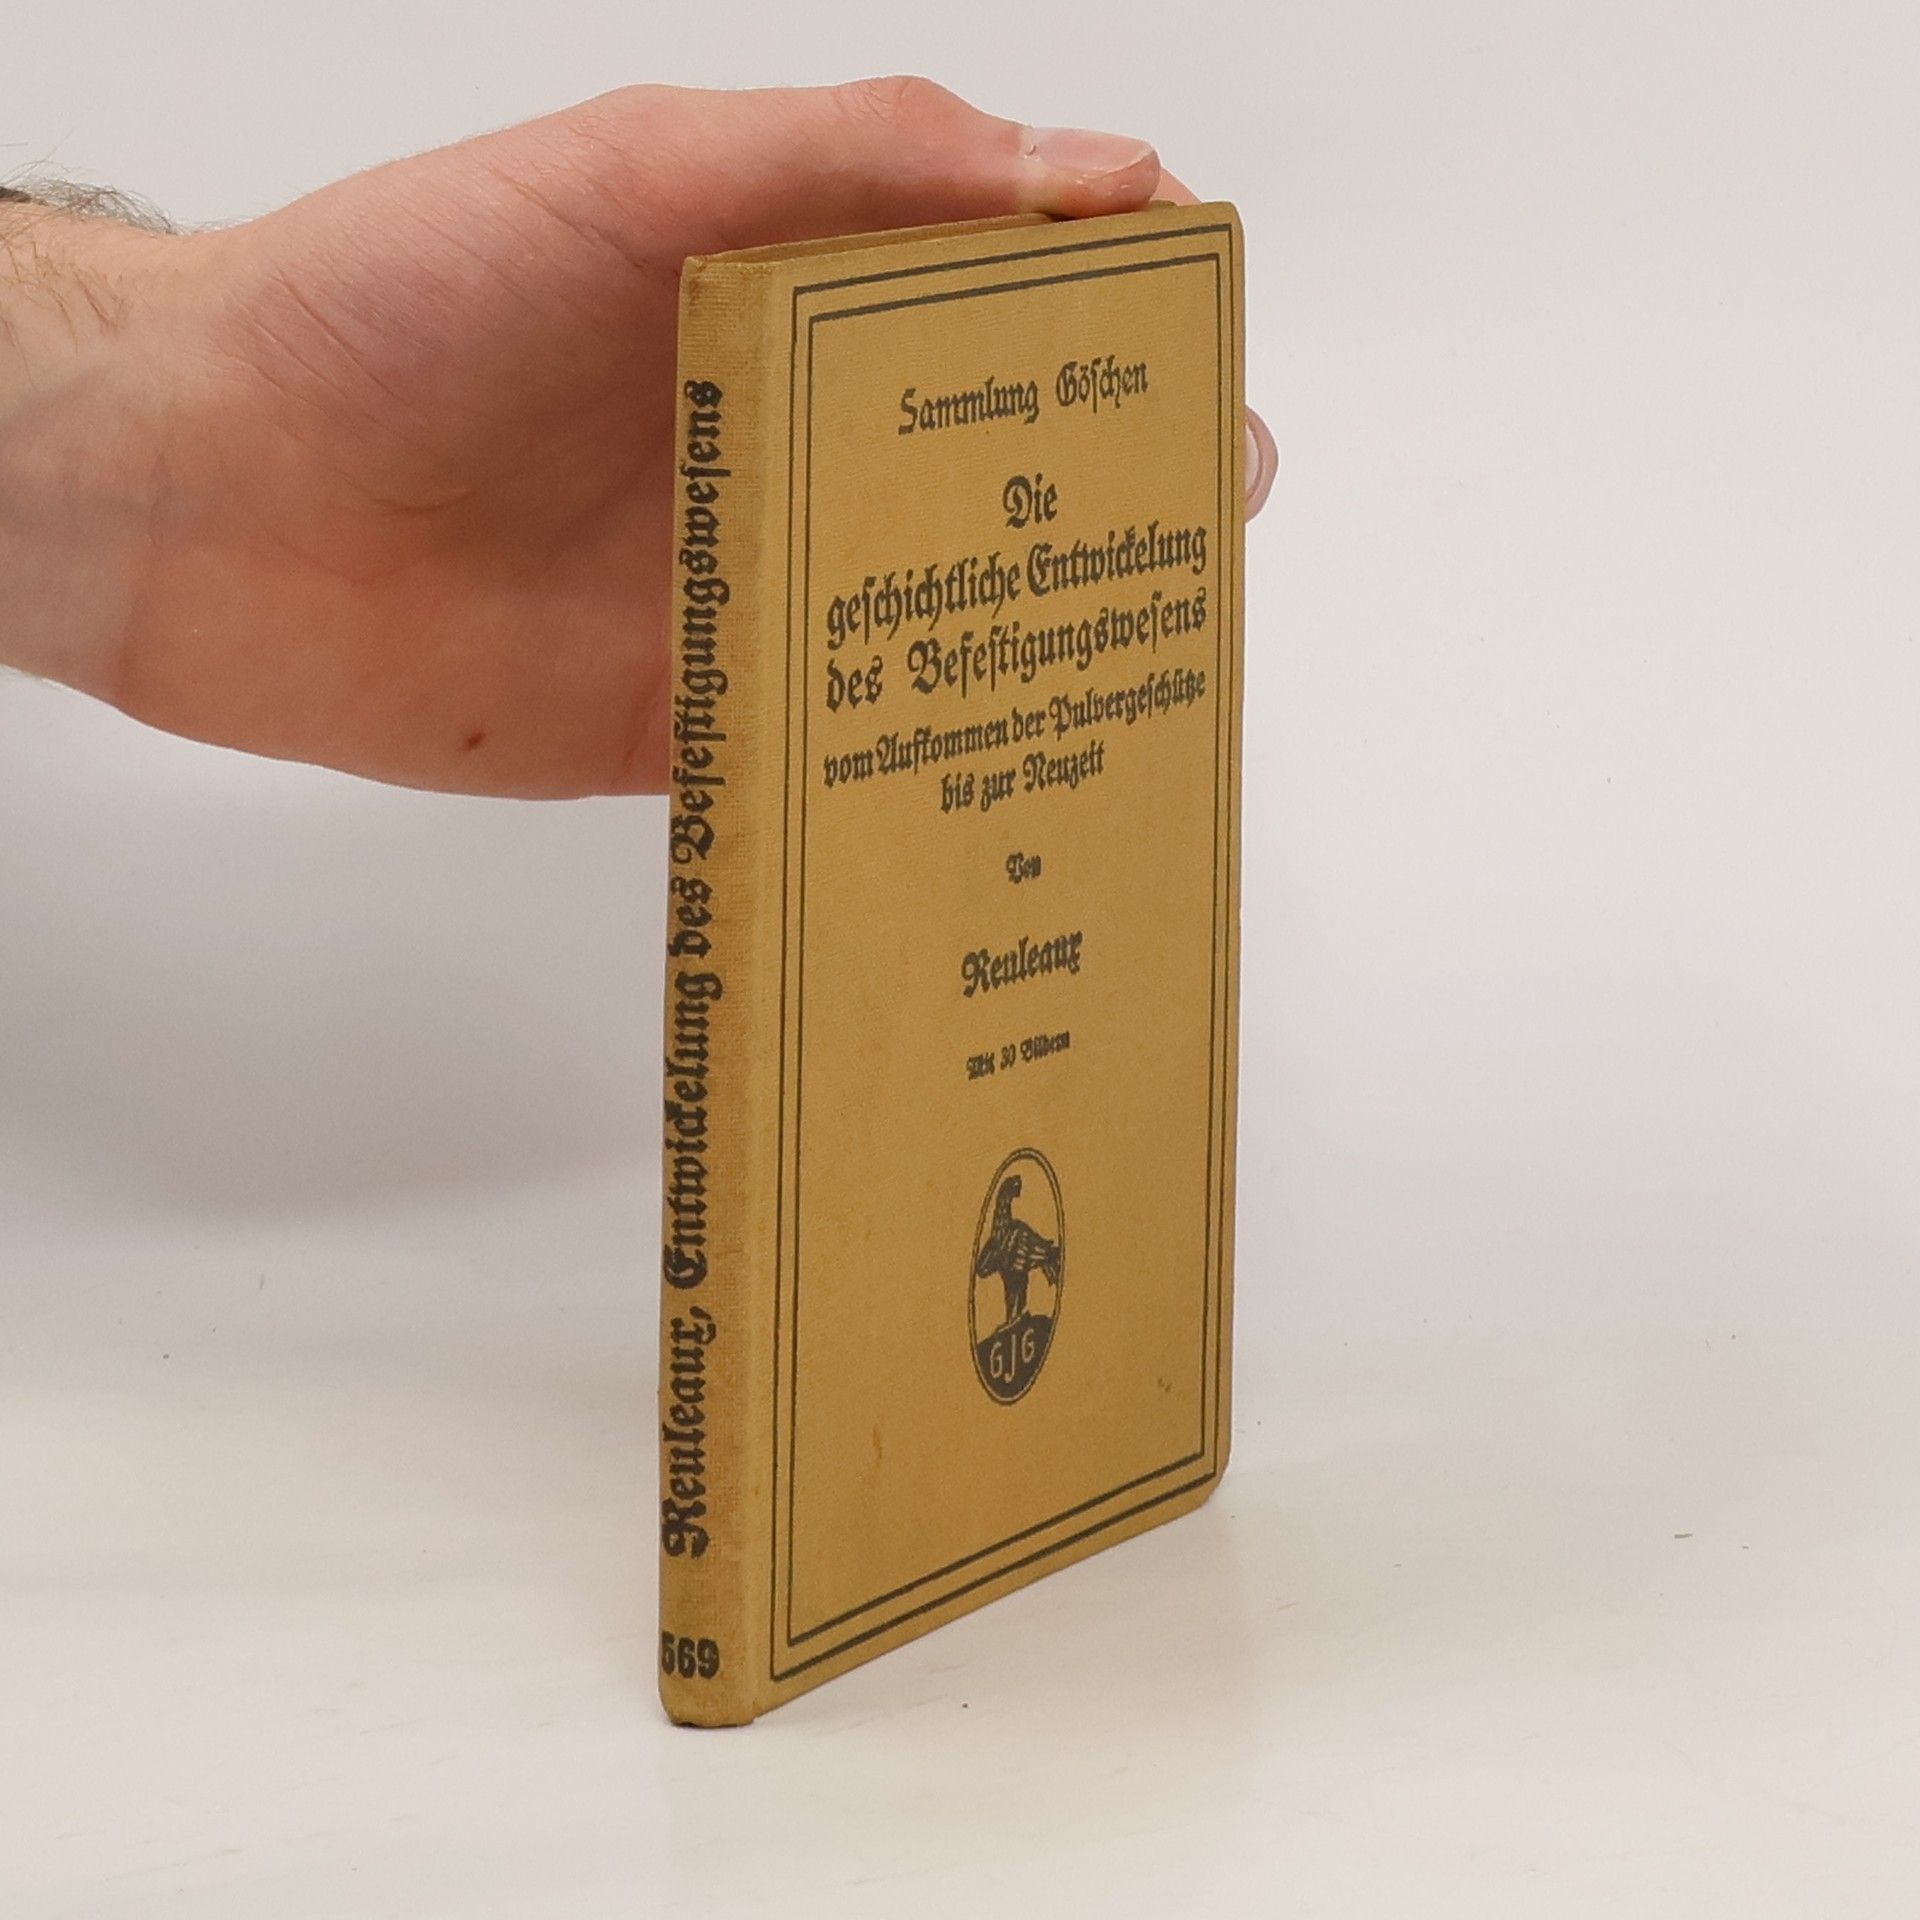 Sammlung Göschen
Die
geschichtliche Entwickelung
des Befestigungswesens
vom Aufkommen der Pulvergeschütze
bis zur Neuzeit
Von
Reuleaux
Mit 30 Bildern
GJG
Reuleaux, Entwickelung des Befestigungswesens
569